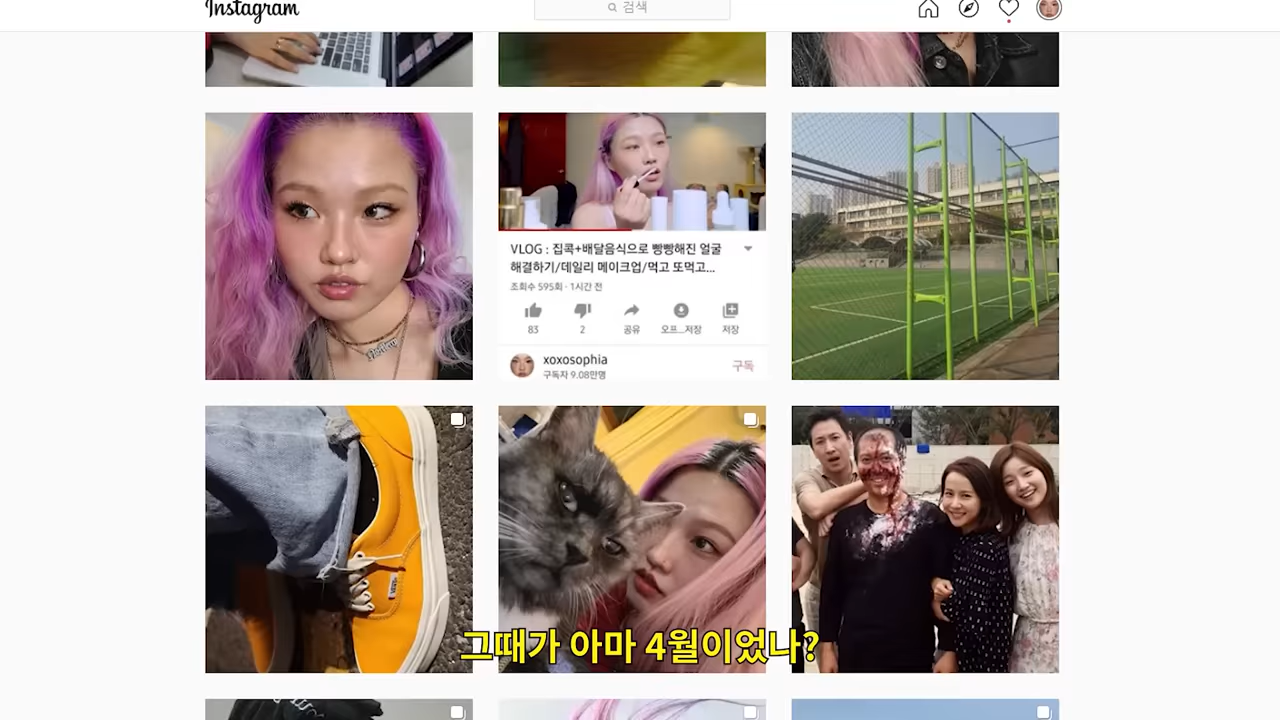 Instagram
검색
VLOG : 집콕+배달음식으로 빵빵해진 얼굴
해결하기/데일리 메이크업/먹고 또먹고...
조회수 595회 · 1시간 전
83
2
공유
오프...저장
저장
xoxosophia
구독자 9.08만명
구독
그때가 아마 4월이었나?